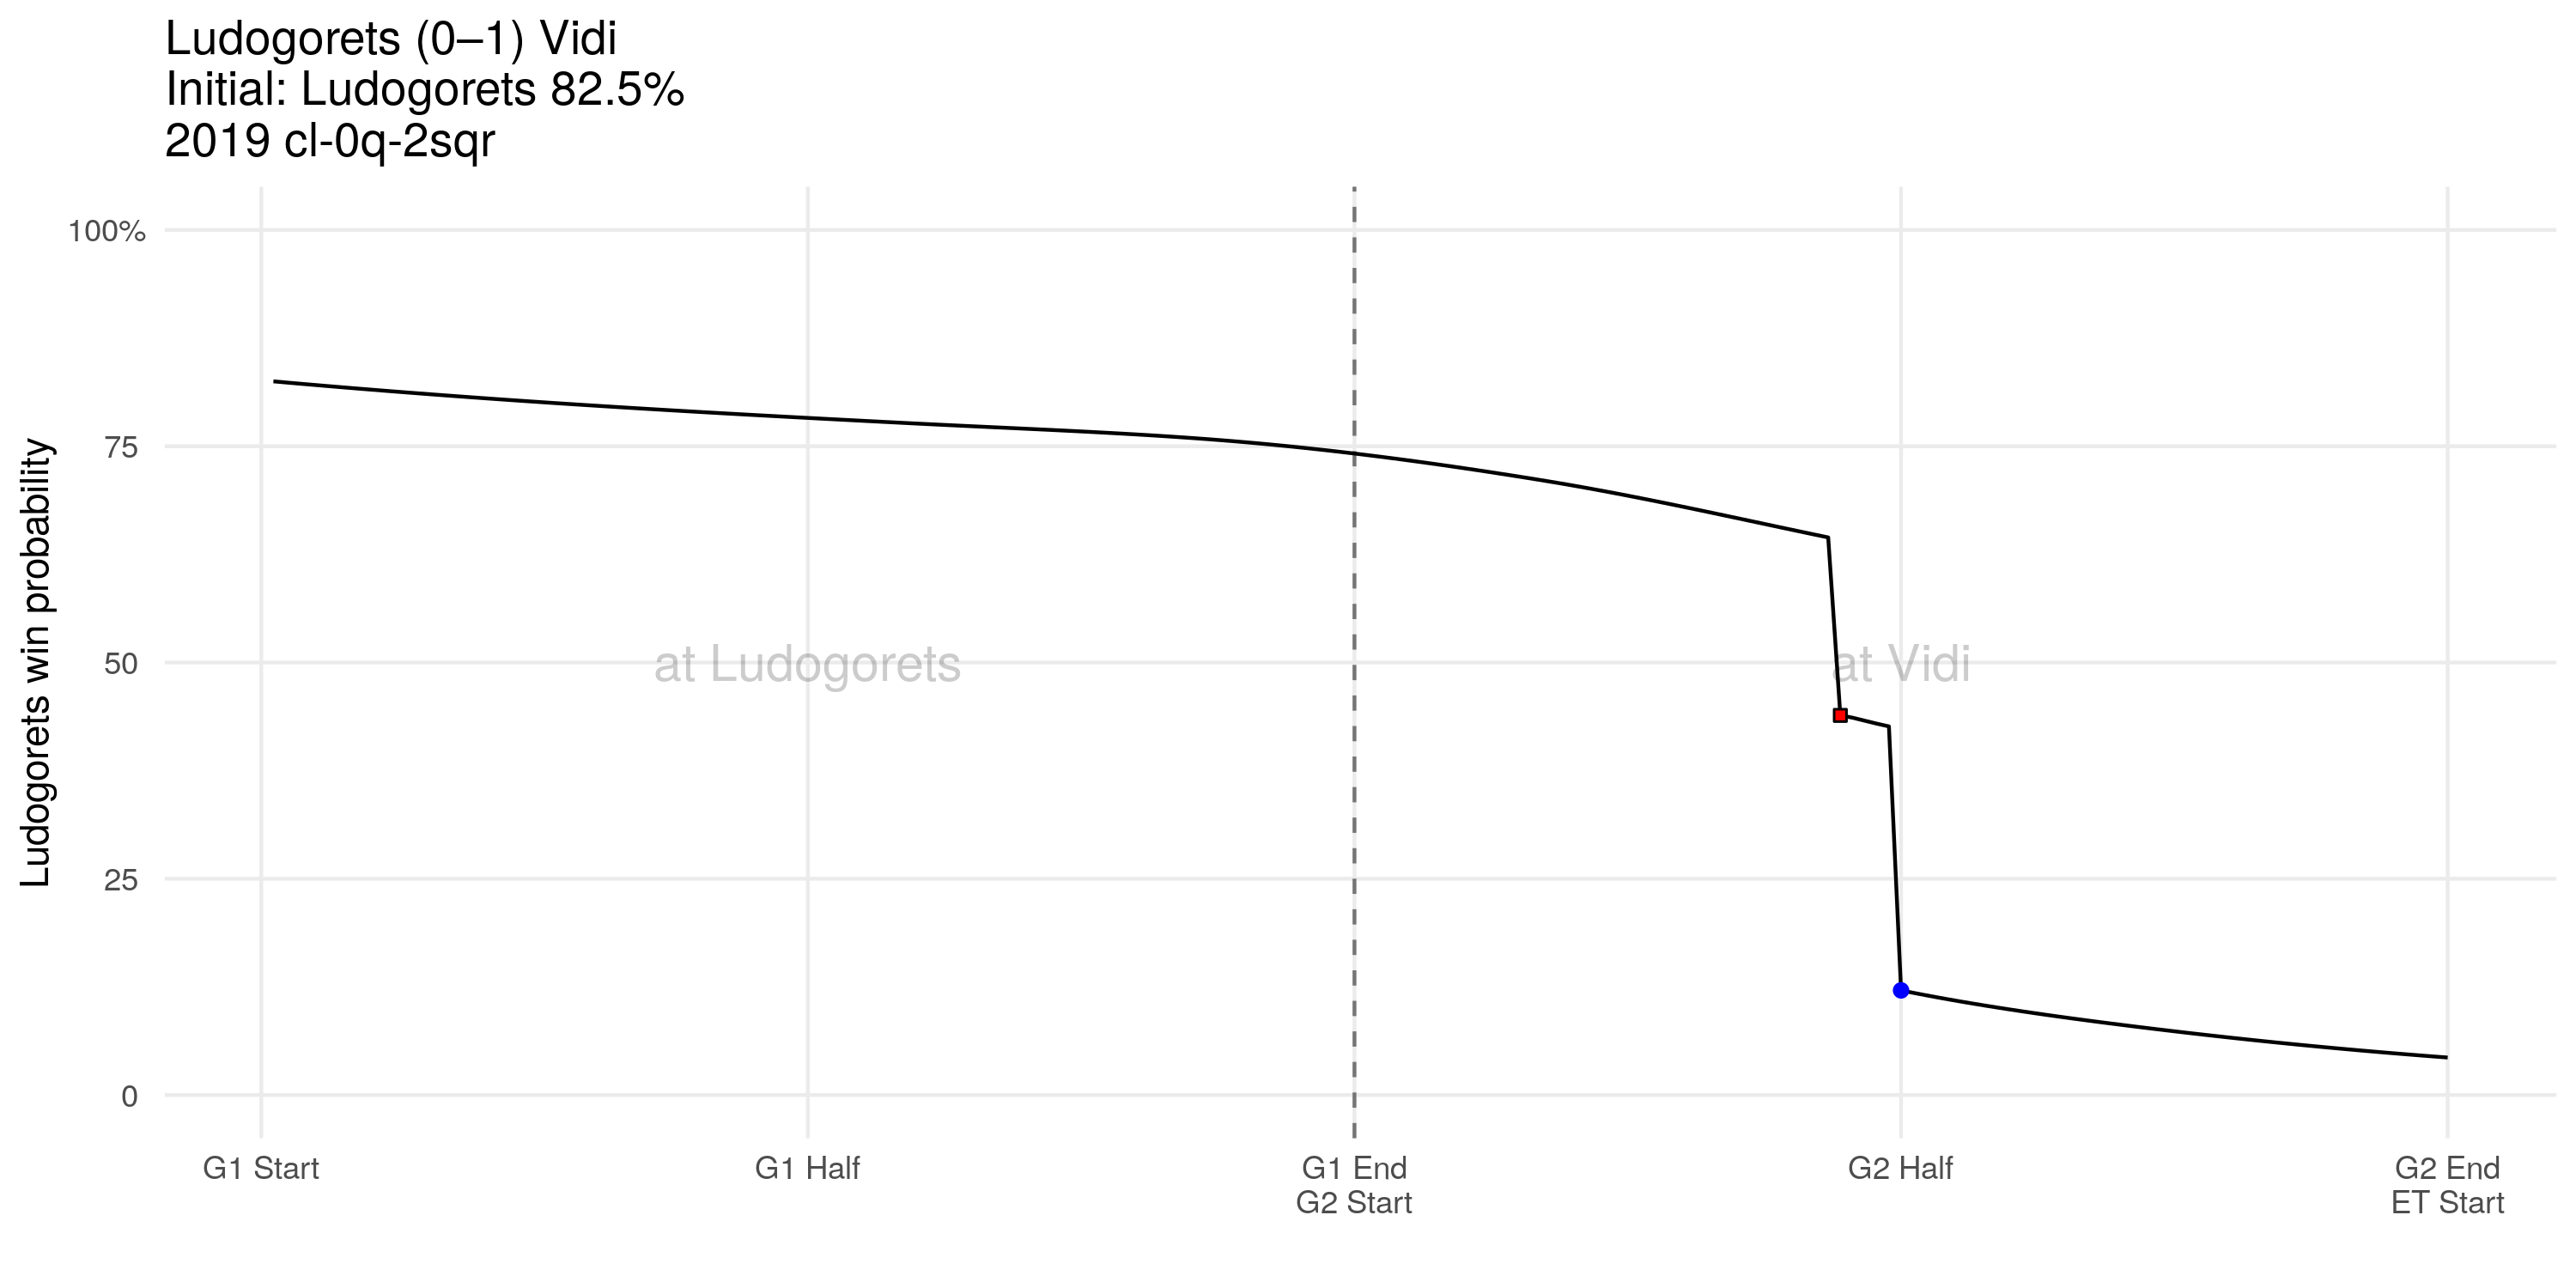 Ludogorets (0–1) Vidi
Initial: Ludogorets 82.5%
2019 cl-0q-2sqr
Ludogorets win probability
100%
75
50
25
0
at Ludogorets
at Vidi
G1 Start
G1 Half
G1 End
G2 Start
G2 Half
G2 End
ET Start